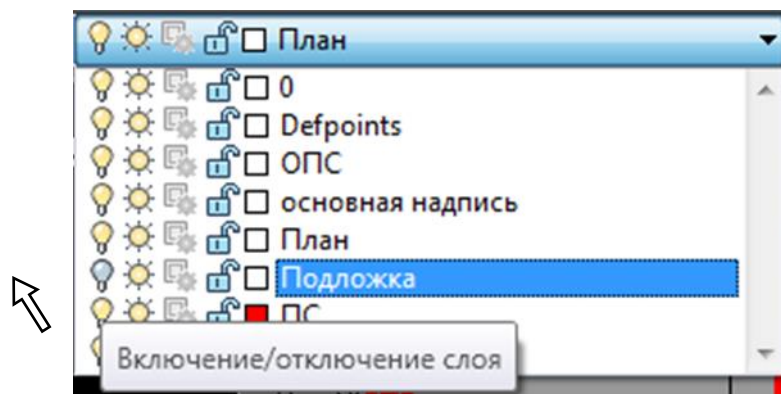 План
0
Defpoints
ОПС
основная надпись
План
Подложка
ПС
Включение/отключение слоя